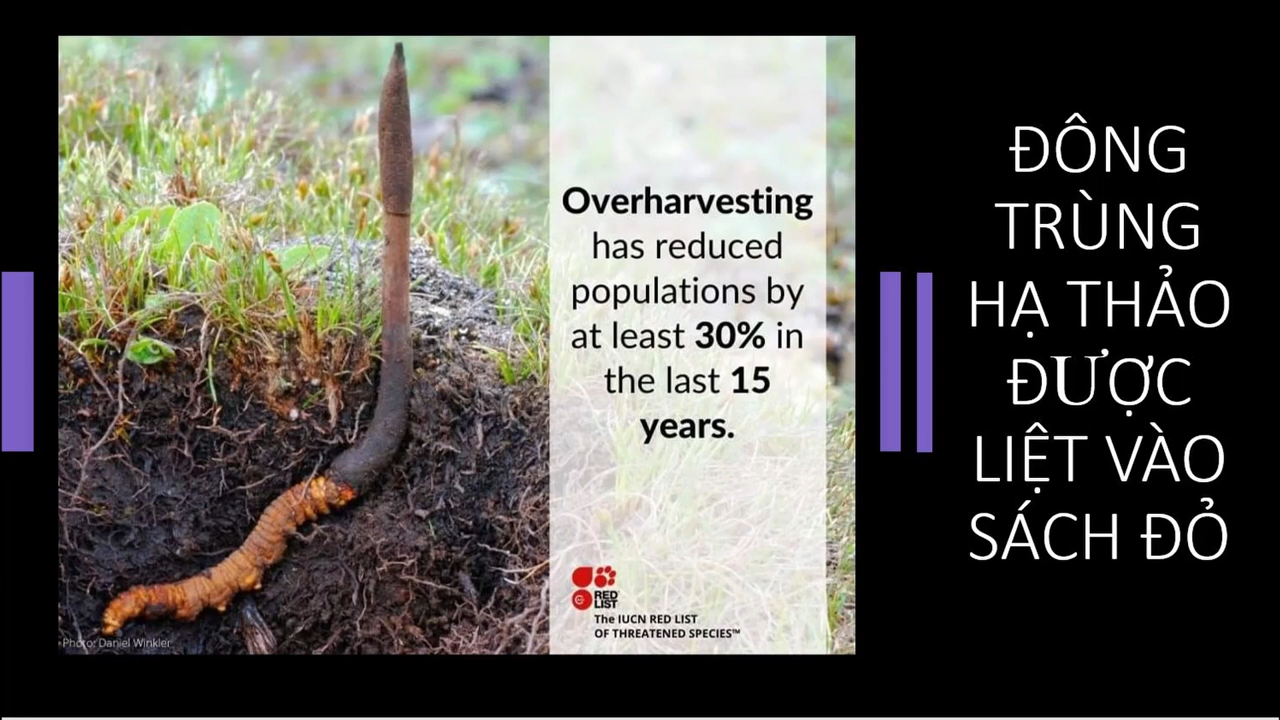 Overharvesting
has reduced
populations by
at least 30% in
the last 15
years.
RED
LIST
The IUCN RED LIST
OF THREATENED SPECIES™
Photo: Daniel Winkler
ĐÔNG
TRÙNG
HẠ THẢO
ĐƯỢC
LIỆT VÀO
SÁCH ĐỎ